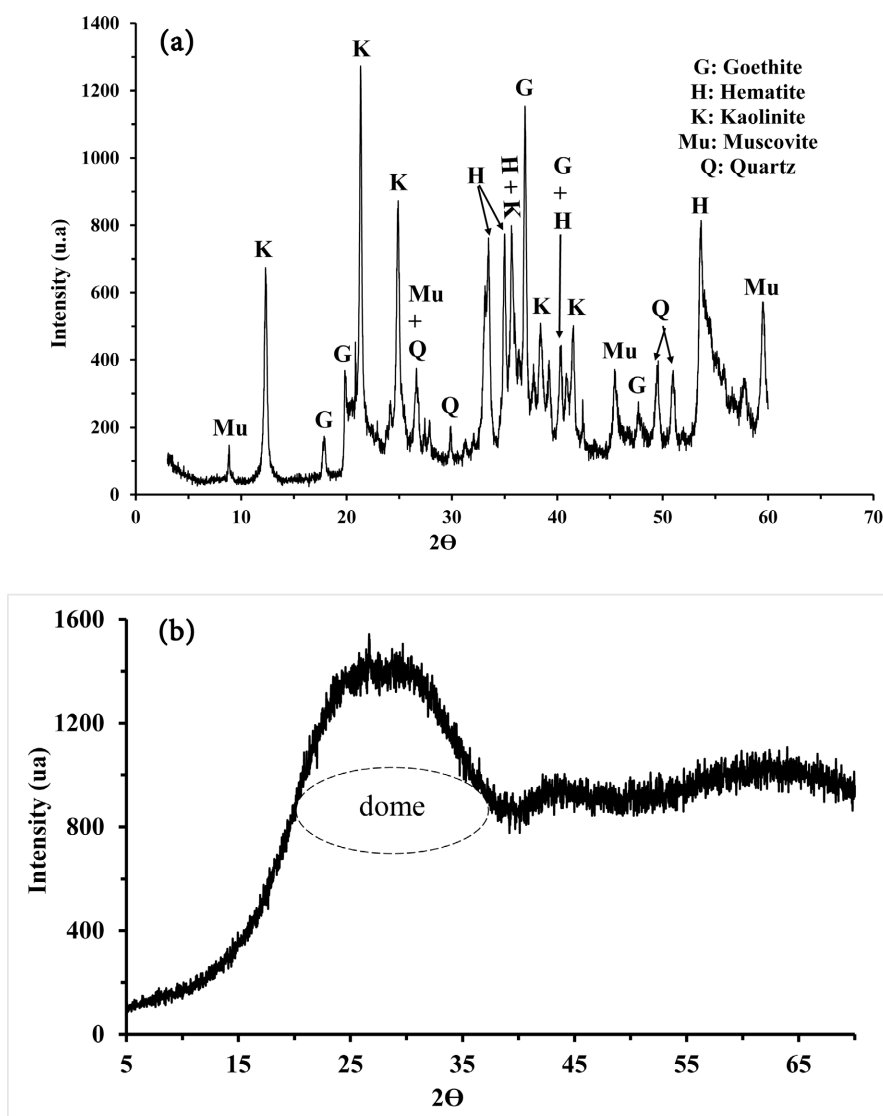 (a)
G: Goethite
H: Hematite
K: Kaolinite
Mu: Muscovite
Q: Quartz
Intensity (u.a)
1400
1200
1000
800
600
400
200
0
Mu
K
G
G
K
K
Mu
+
Q
Q
H
H + K
G
G
+
H
K
K
Mu
G
Q
H
Mu
0 10 20 30 40 50 60 70
2Ɵ
(b)
Intensity (ua)
1600
1200
800
400
0
dome
5 15 25 35 45 55 65
2Ɵ